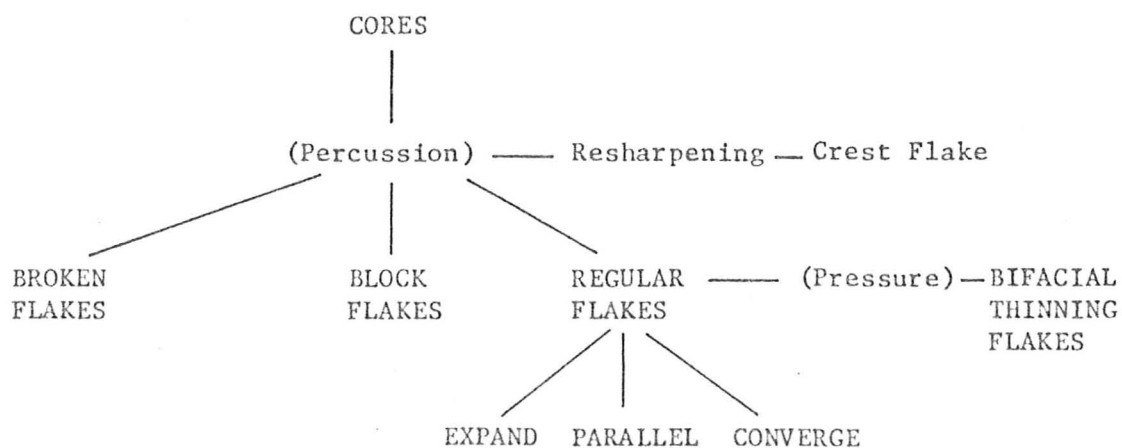 CORES
(Percussion) — Resharpening — Crest Flake
BROKEN FLAKES
BLOCK FLAKES
REGULAR FLAKES — (Pressure) — BIFACIAL THINNING FLAKES
EXPAND PARALLEL CONVERGE